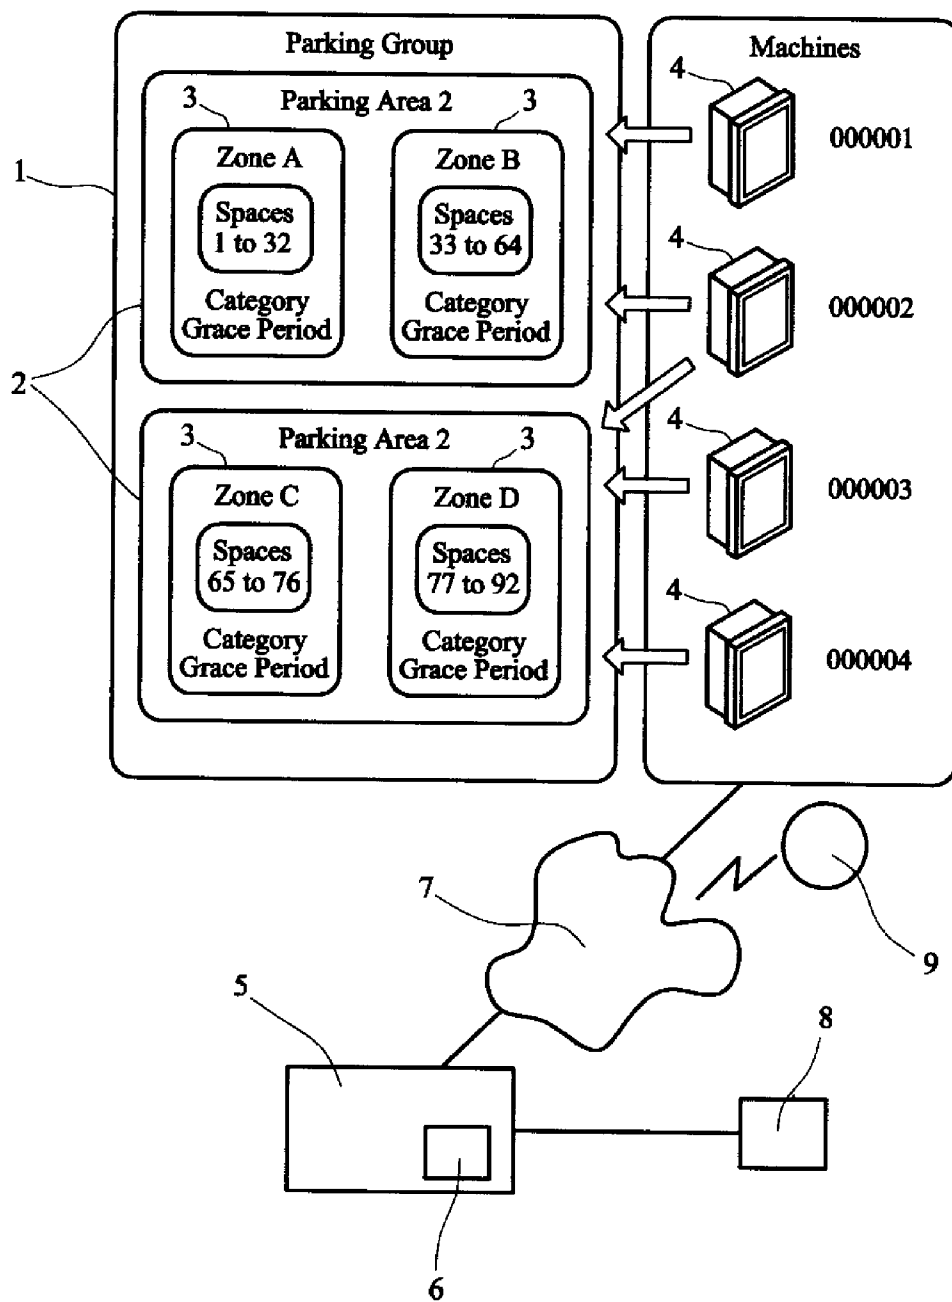 Parking Group
Machines
1
Parking Area 2
3
3
Zone A
Zone B
Spaces
1 to 32
Spaces
33 to 64
Category
Grace Period
Category
Grace Period
2
Parking Area 2
3
3
Zone C
Zone D
Spaces
65 to 76
Spaces
77 to 92
Category
Grace Period
Category
Grace Period
4
000001
4
000002
4
000003
4
000004
7
9
5
8
6